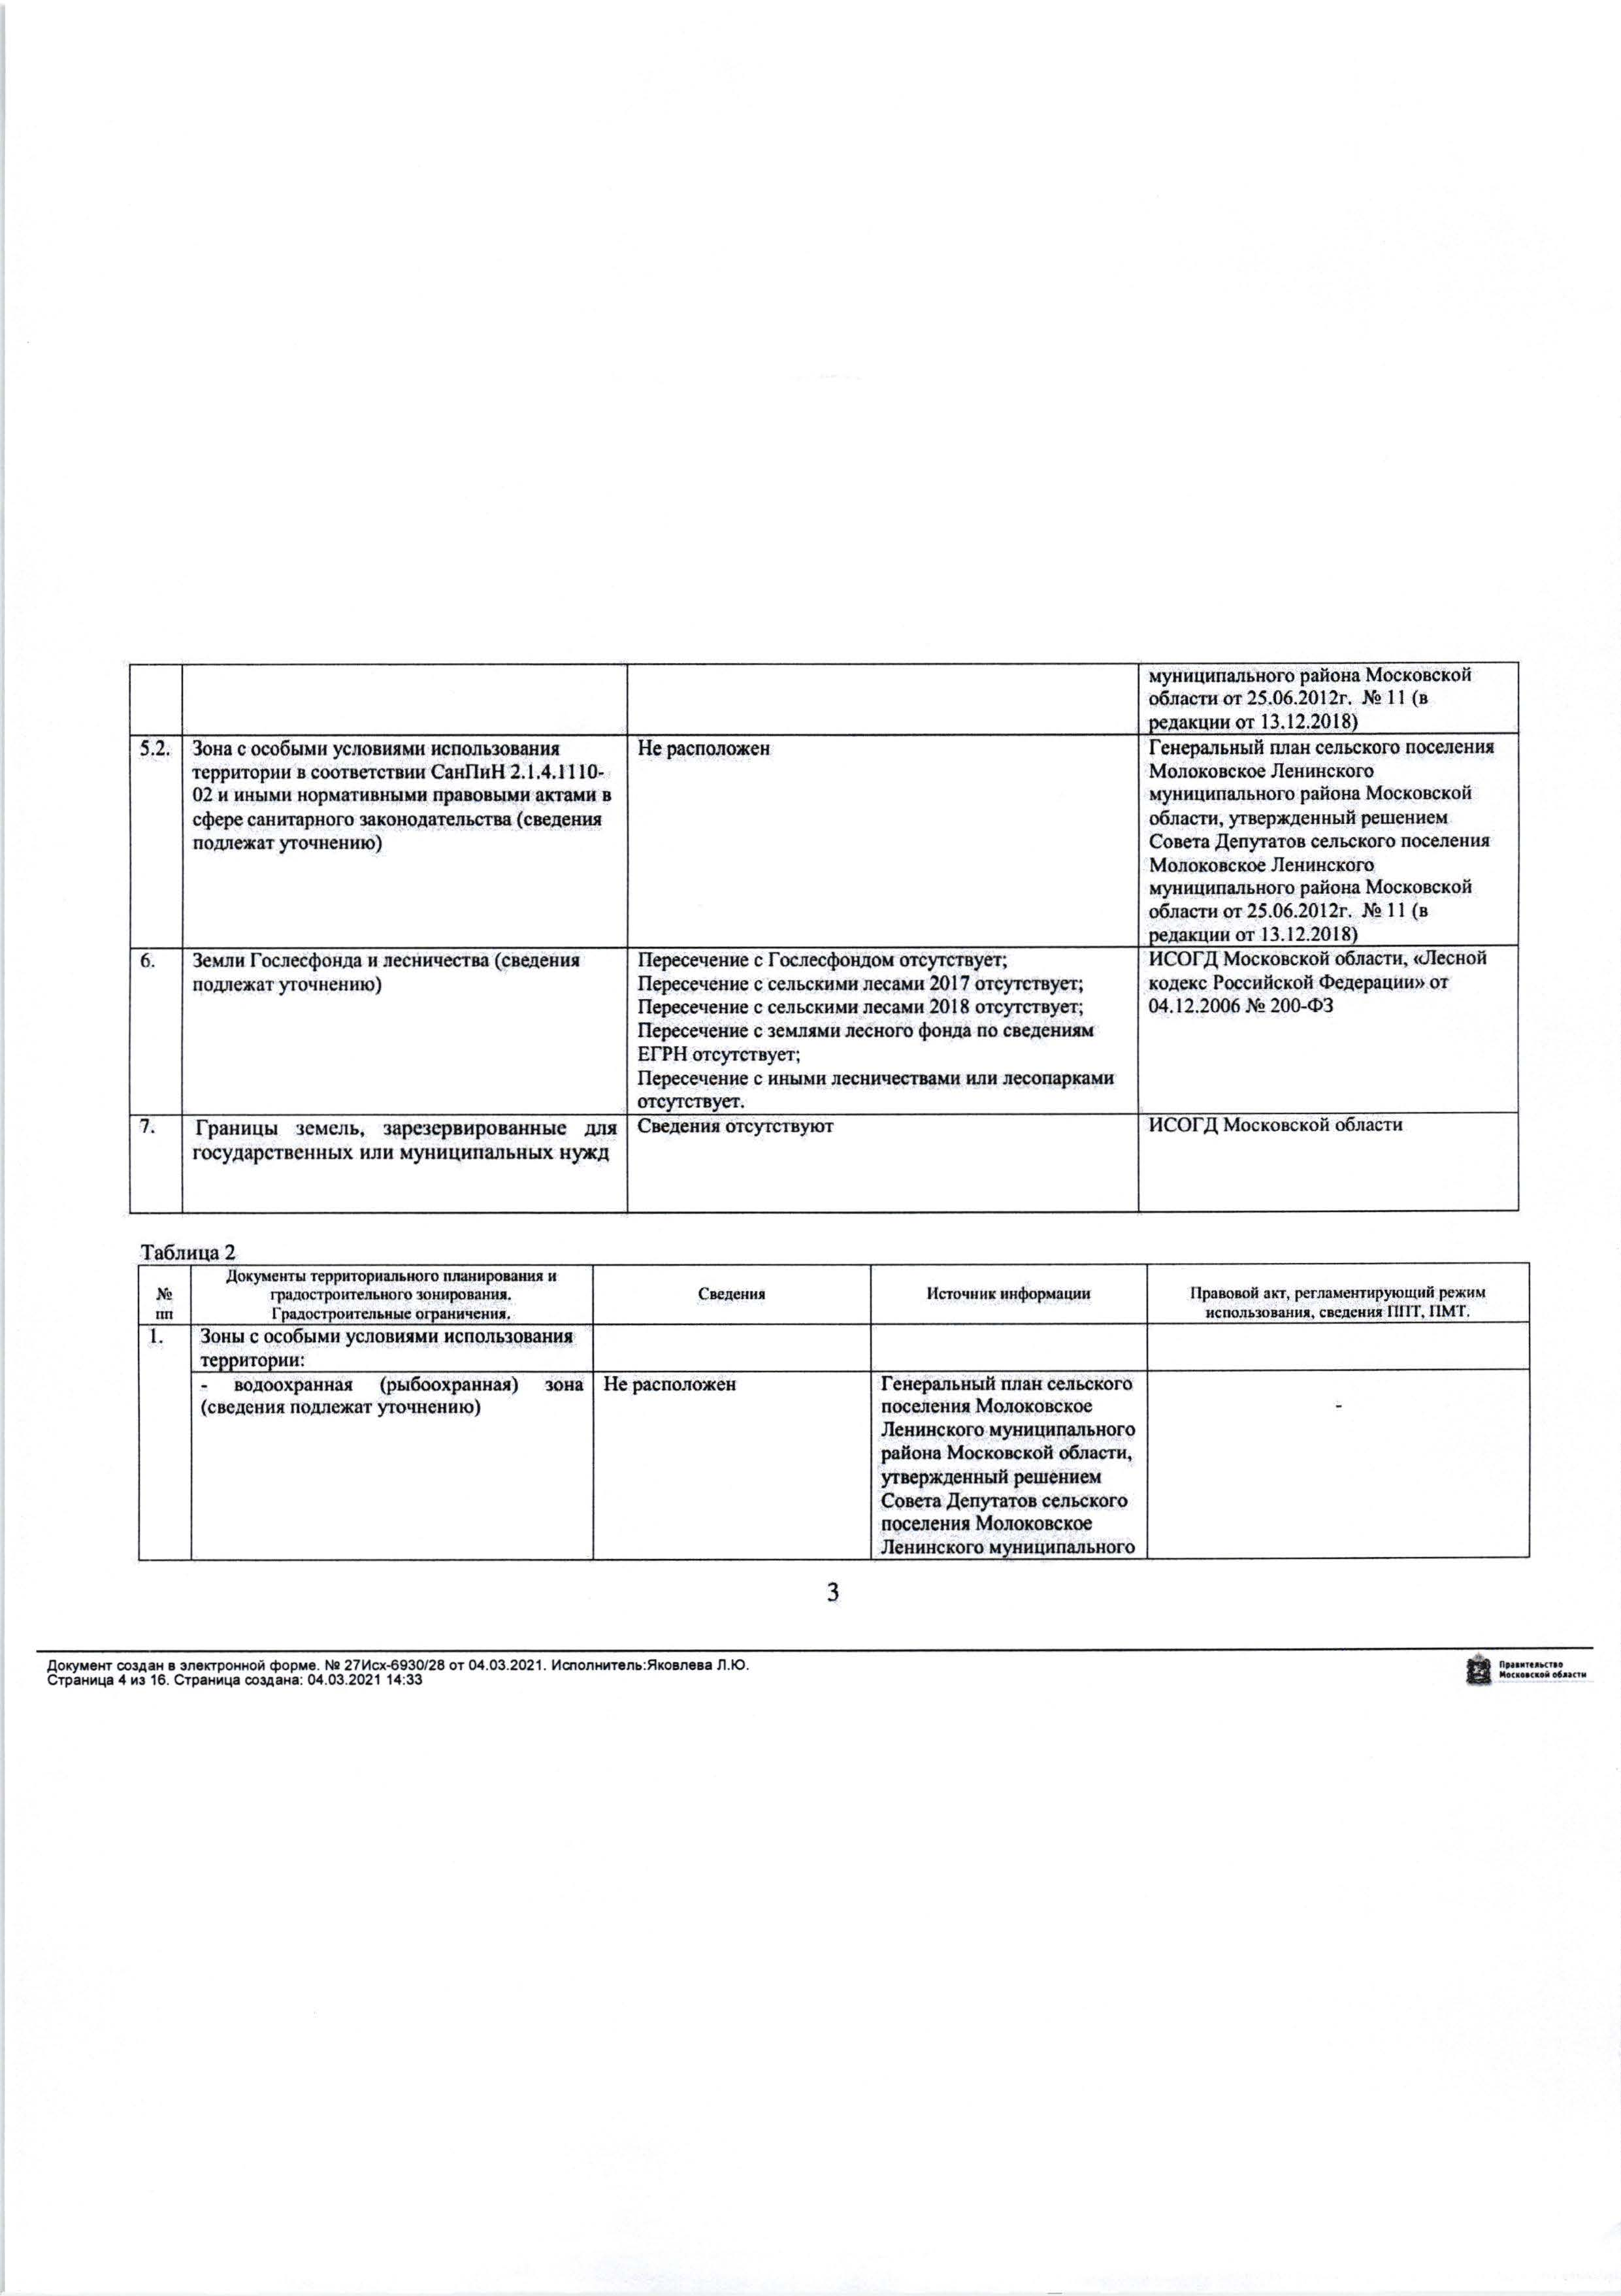 муниципального района Московской
области от 25.06.2012г. № 11 (в
редакции от 13.12.2018)
5.2.
Зона с особыми условиями использования
территории в соответствии СанПиН 2.1.4.1110-
02 и иными нормативными правовыми актами в
сфере санитарного законодательства (сведения
подлежат уточнению)
Не расположен
Генеральный план сельского поселения
Молоковское Ленинского
муниципального района Московской
области, утвержденный решением
Совета Депутатов сельского поселения
Молоковское Ленинского
муниципального района Московской
области от 25.06.2012г. № 11 (в
редакции от 13.12.2018)
6.
Земли Гослесфонда и лесничества (сведения
подлежат уточнению)
Пересечение с Гослесфондом отсутствует;
Пересечение с сельскими лесами 2017 отсутствует;
Пересечение с сельскими лесами 2018 отсутствует;
Пересечение с землями лесного фонда по сведениям
ЕГРН отсутствует;
Пересечение с иными лесничествами или лесопарками
отсутствует.
ИСОГД Московской области, «Лесной
кодекс Российской Федерации» от
04.12.2006 № 200-ФЗ
7.
Границы земель, зарезервированные для
государственных или муниципальных нужд
Сведения отсутствуют
ИСОГД Московской области
Таблица 2
№
пп
Документы территориального планирования и
градостроительного зонирования.
Градостроительные ограничения.
Сведения
Источник информации
Правовой акт, регламентирующий режим
использования, сведения ППТ, ПМТ.
1.
Зоны с особыми условиями использования
территории:
- водоохранная (рыбоохранная) зона
(сведения подлежат уточнению)
Не расположен
Генеральный план сельского
поселения Молоковское
Ленинского муниципального
района Московской области,
утвержденный решением
Совета Депутатов сельского
поселения Молоковское
Ленинского муниципального
-
3
Документ создан в электронной форме. № 27Исх-6930/28 от 04.03.2021. Исполнитель:Яковлева Л.Ю.
Страница 4 из 16. Страница создана: 04.03.2021 14:33
Правительство
Московской области